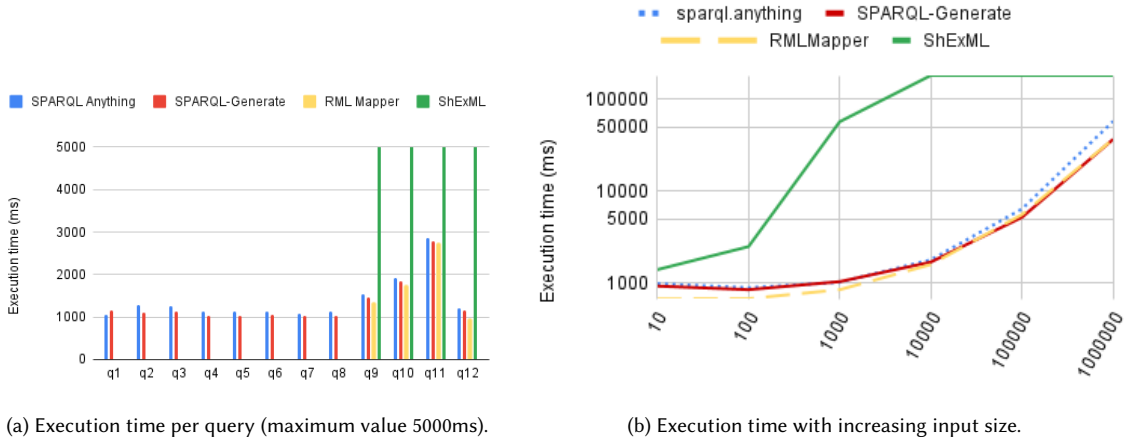 SPARQL Anything SPARQL-Generate RML Mapper ShExML
Execution time (ms)
5000
4000
3000
2000
1000
0
q1 q2 q3 q4 q5 q6 q7 q8 q9 q10 q11 q12
(a) Execution time per query (maximum value 5000ms).
sparql.anything SPARQL-Generate
RMLMapper ShExML
Execution time (ms)
100000
50000
10000
5000
1000
10 100 1000 10000 100000 1000000
(b) Execution time with increasing input size.